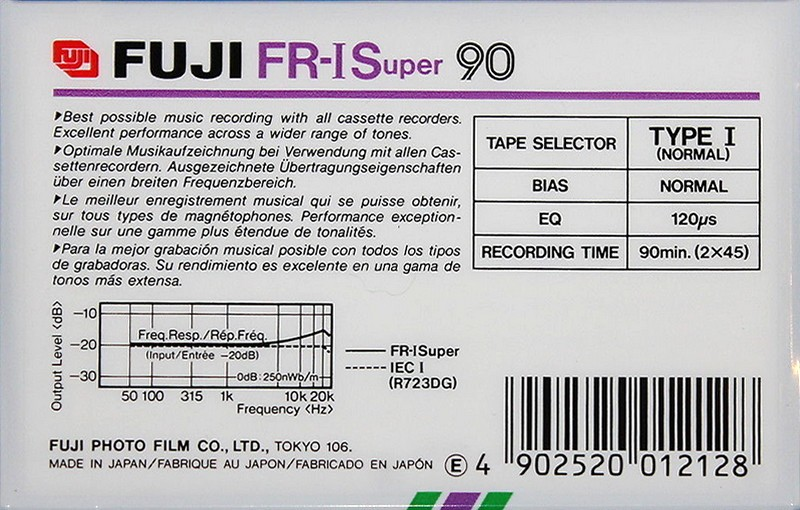 FUJI FUJI FR-I Super 90
▶Best possible music recording with all cassette recorders.
Excellent performance across a wider range of tones.
▶Optimale Musikaufzeichnung bei Verwendung mit allen Cas-
settenrecordern. Ausgezeichnete Übertragungseigenschaften
über einen breiten Frequenzbereich.
▶Le meilleur enregistrement musical qui se puisse obtenir,
sur tous types de magnétophones. Performance exception-
nelle sur une gamme plus étendue de tonalités.
▶Para la mejor grabación musical posible con todos los tipos
de grabadoras. Su rendimiento es excelente en una gama de
tonos más extensa.
TAPE SELECTOR TYPE I
(NORMAL)
BIAS NORMAL
EQ 120µs
RECORDING TIME 90min. (2×45)
Output Level <dB>
−10
−20
−30
Freq.Resp./Rép.Fréq.
(Input/Entrée −20dB)
0dB:250nWb/m
50 100 315 1k 10k 20k
Frequency <Hz>
FR-I Super
IEC I
(R723DG)
FUJI PHOTO FILM CO., LTD., TOKYO 106.
MADE IN JAPAN/FABRIQUE AU JAPON/FABRICADO EN JAPÓN Ⓔ 4 902520 012128